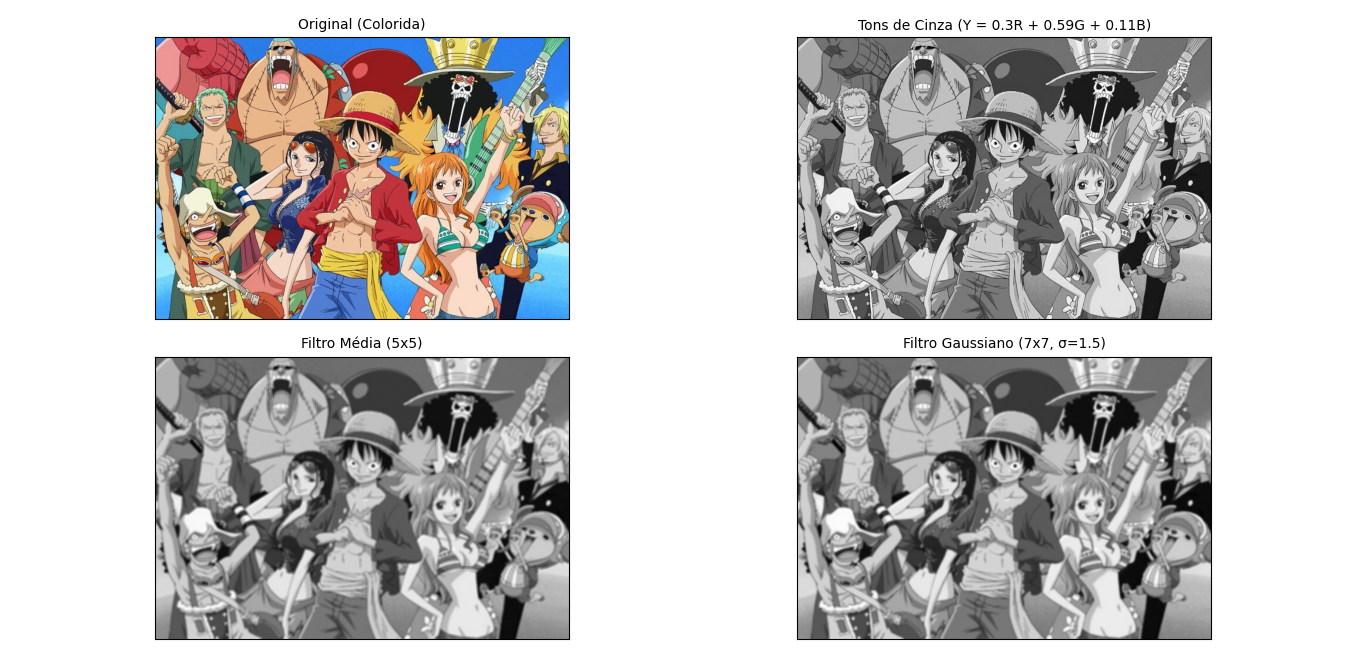 Original (Colorida)
Tons de Cinza (Y = 0.3R + 0.59G + 0.11B)
Filtro Média (5x5)
Filtro Gaussiano (7x7, σ=1.5)